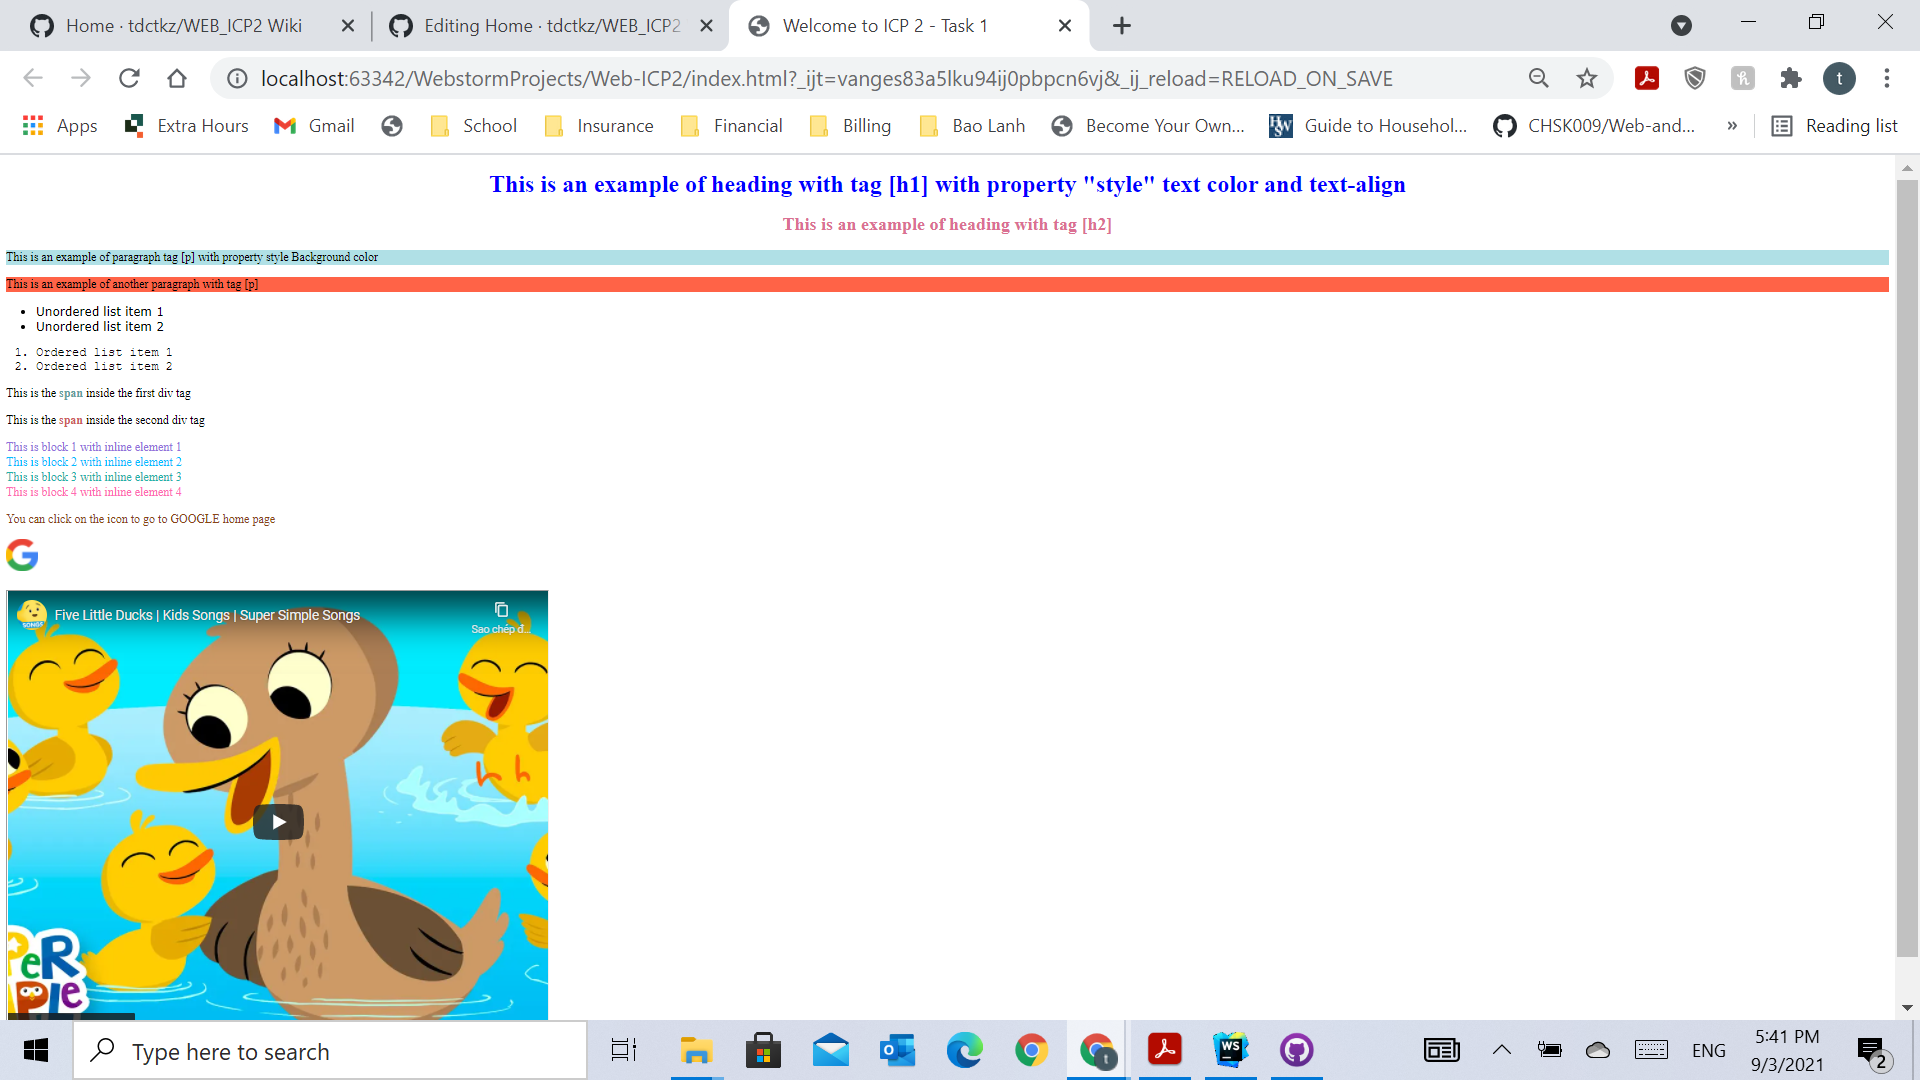 Home · tdctkz/WEB_ICP2 Wiki
Editing Home · tdctkz/WEB_ICP2
Welcome to ICP 2 - Task 1
localhost:63342/WebstormProjects/Web-ICP2/index.html?_ijt=vanges83a5lku94ij0pbpcn6vj&_ij_reload=RELOAD_ON_SAVE
t
Apps
Extra Hours
Gmail
School
Insurance
Financial
Billing
Bao Lanh
Become Your Own...
HSW
Guide to Househol...
CHSK009/Web-and...
»
Reading list
This is an example of heading with tag [h1] with property "style" text color and text-align
This is an example of heading with tag [h2]
This is an example of paragraph tag [p] with property style Background color
This is an example of another paragraph with tag [p]
• Unordered list item 1
• Unordered list item 2
1. Ordered list item 1
2. Ordered list item 2
This is the span inside the first div tag
This is the span inside the second div tag
This is block 1 with inline element 1
This is block 2 with inline element 2
This is block 3 with inline element 3
This is block 4 with inline element 4
You can click on the icon to go to GOOGLE home page
G
SONGS
Five Little Ducks | Kids Songs | Super Simple Songs
Sao chép đ...
PER
PLE
Type here to search
WS
t
ENG
5:41 PM
9/3/2021
2